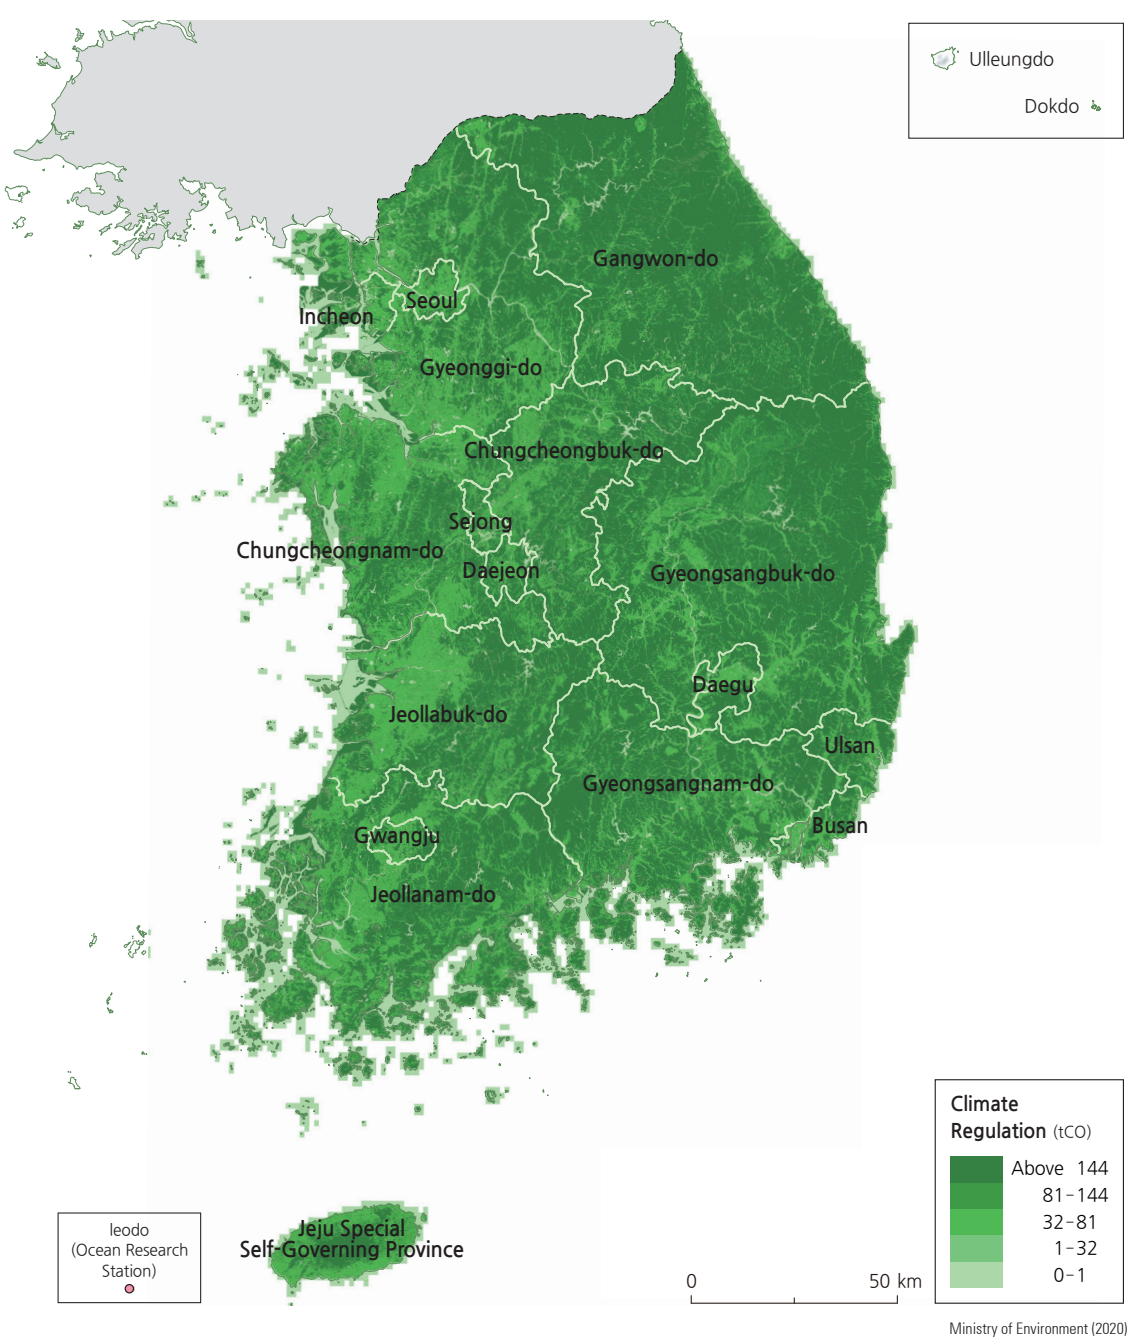 Ulleungdo
Dokdo
Gangwon-do
Seoul
Incheon
Gyeonggi-do
Chungcheongbuk-do
Sejong
Chungcheongnam-do
Daejeon
Gyeongsangbuk-do
Daegu
Jeollabuk-do
Ulsan
Gyeongsangnam-do
Busan
Gwangju
Jeollanam-do
Jeju Special
Self-Governing Province
Ieodo
(Ocean Research
Station)
0 50 km
Climate
Regulation (tCO)
Above 144
81-144
32-81
1-32
0-1
Ministry of Environment (2020)